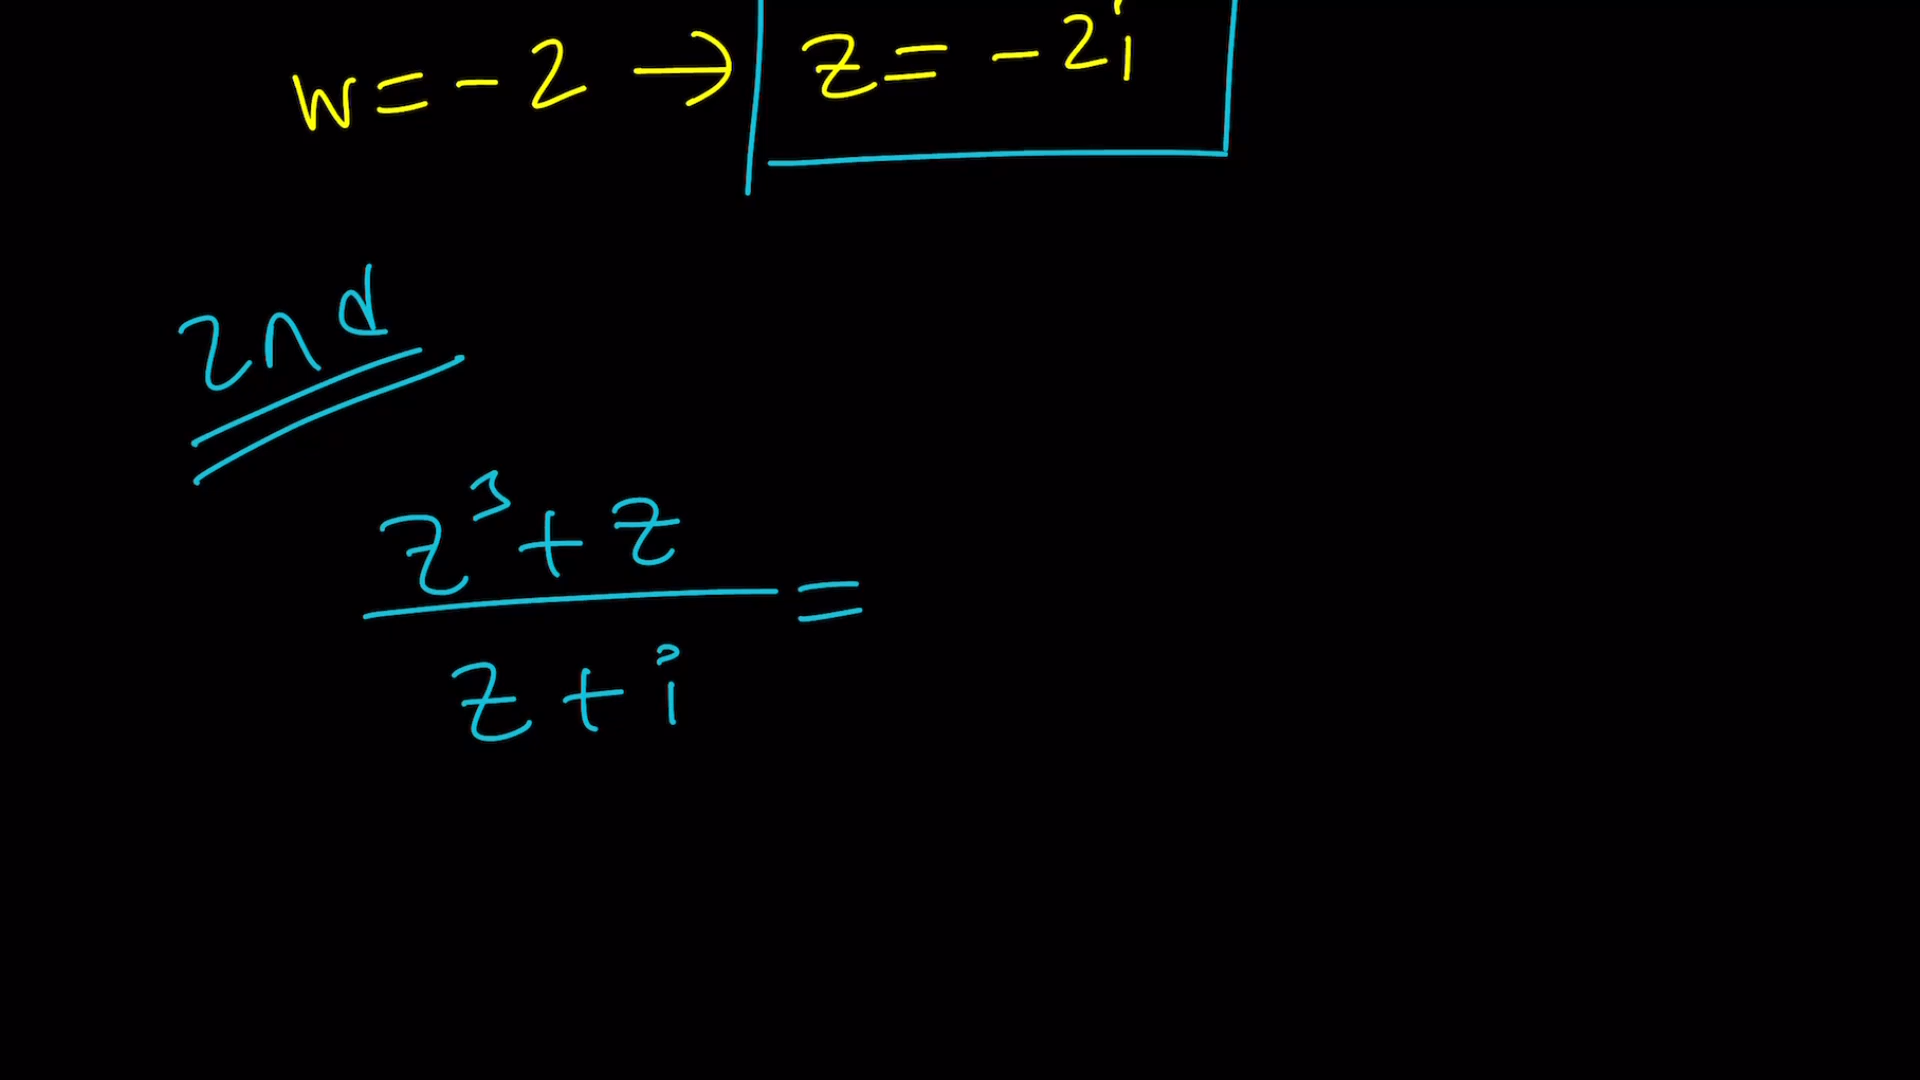 w = -2 → z = -2i
2nd
z³ + z
z + i =